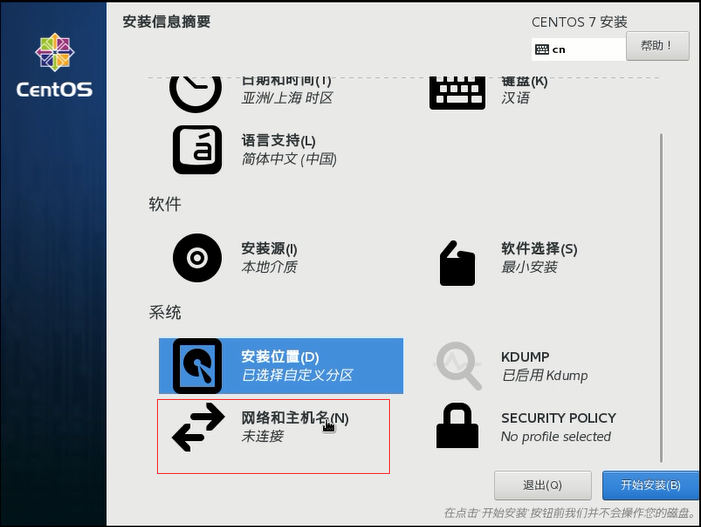 CentOS
安装信息摘要
CENTOS 7 安装
cn
帮助！
日期和时间(T)
亚洲/上海 时区
键盘(K)
汉语
语言支持(L)
简体中文 (中国)
软件
安装源(I)
本地介质
软件选择(S)
最小安装
系统
安装位置(D)
已选择自定义分区
KDUMP
已启用 Kdump
网络和主机名(N)
未连接
SECURITY POLICY
No profile selected
退出(Q)
开始安装(B)
在点击'开始安装'按钮前我们并不会操作您的磁盘。